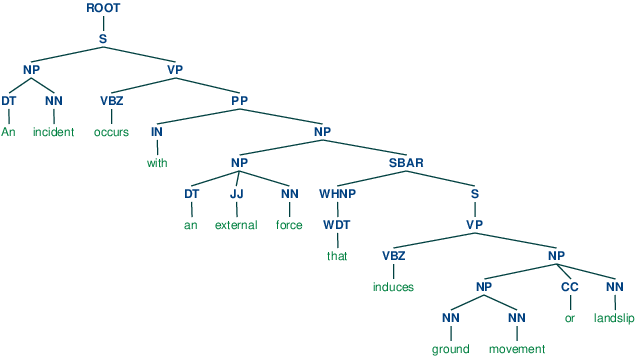 ROOT
S
NP VP
DT NN VBZ PP
An incident occurs IN NP
with NP SBAR
DT JJ NN WHNP S
an external force WDT VP
that VBZ NP
induces NP CC NN
NN NN or landslip
ground movement